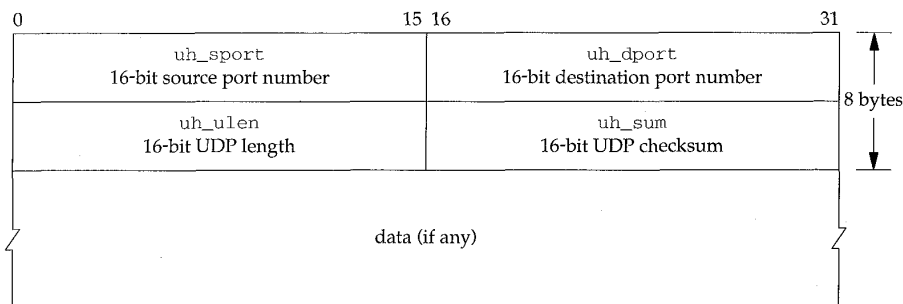 0 15 16 31
uh_sport uh_dport
16-bit source port number 16-bit destination port number
8 bytes
uh_ulen uh_sum
16-bit UDP length 16-bit UDP checksum
data (if any)